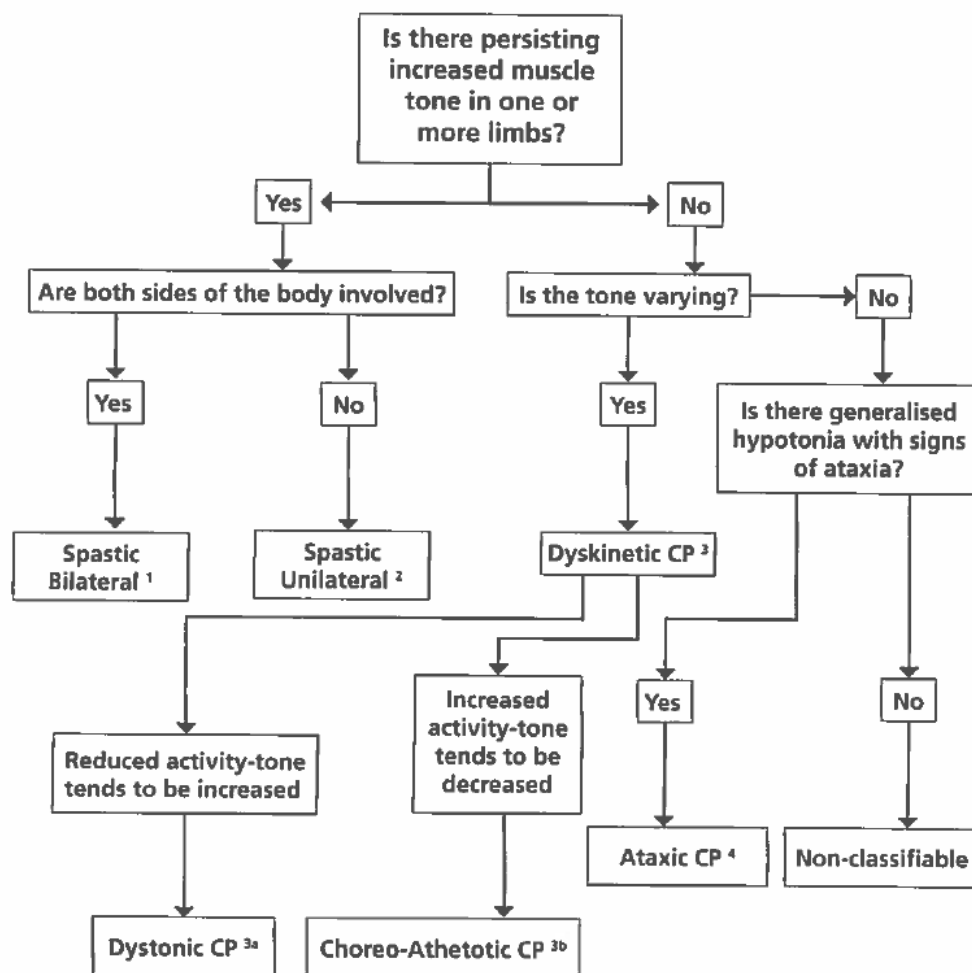 Is there persisting
increased muscle
tone in one or
more limbs?
Yes
No
Are both sides of the body involved?
Is the tone varying?
No
Yes
No
Yes
Is there generalised
hypotonia with signs
of ataxia?
Spastic
Bilateral ¹
Spastic
Unilateral ²
Dyskinetic CP ³
Yes
No
Reduced activity-tone
tends to be increased
Increased
activity-tone
tends to be
decreased
Ataxic CP ⁴
Non-classifiable
Dystonic CP ³ᵃ
Choreo-Athetotic CP ³ᵇ